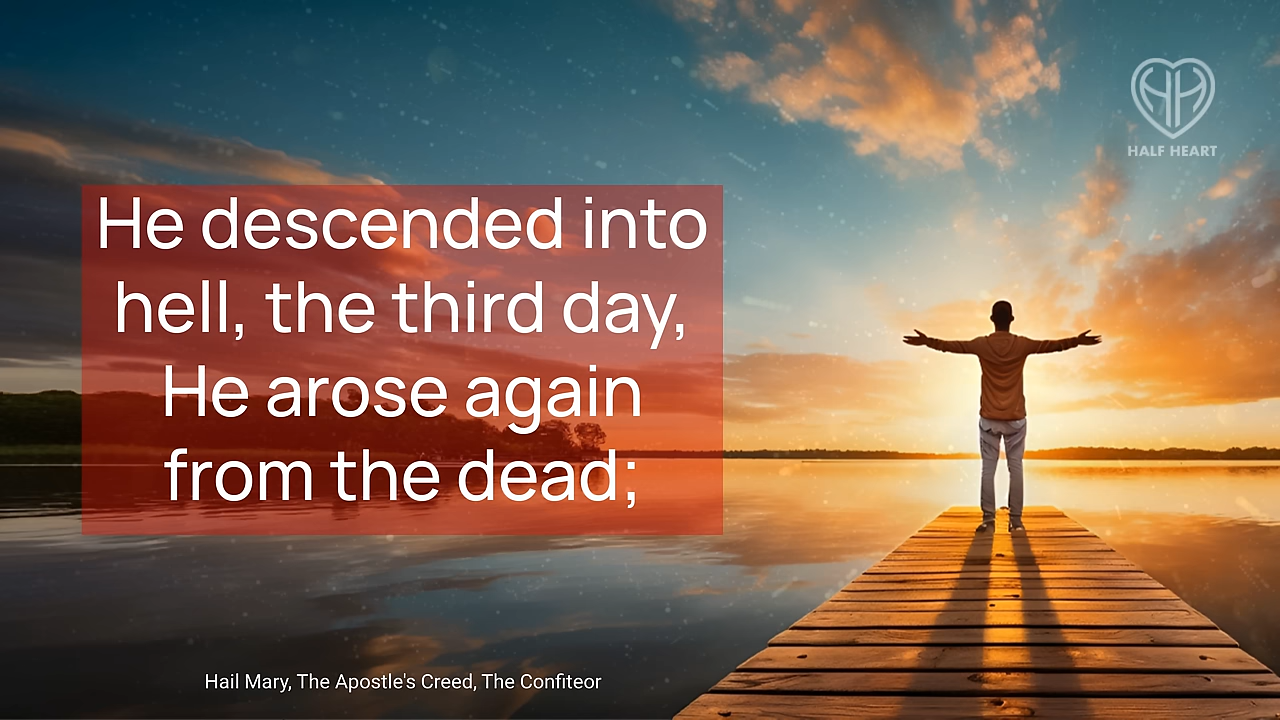 HALF HEART
He descended into
hell, the third day,
He arose again
from the dead;
Hail Mary, The Apostle's Creed, The Confiteor